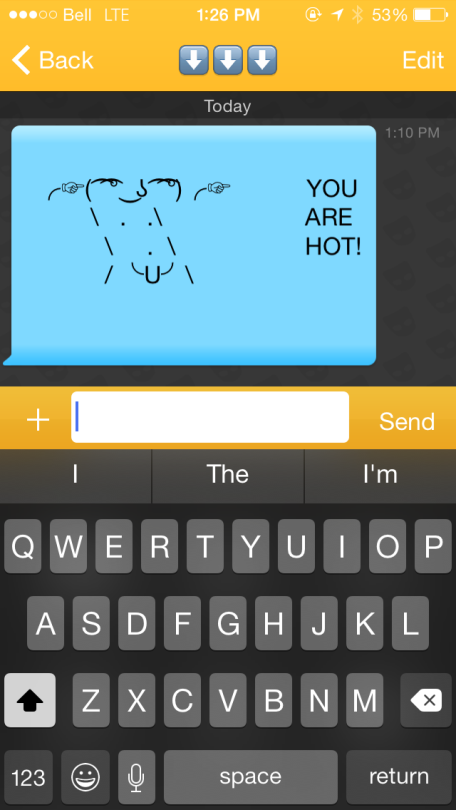 Bell LTE 1:26 PM 53%
Back ⬇️⬇️⬇️ Edit
Today
1:10 PM
╭☞( ͡° ͜ʖ ͡°) ╭☞ YOU
\ . .\ ARE
\ . \ HOT!
/ ╰U╯ \
Send
I The I'm
Q W E R T Y U I O P
A S D F G H J K L
Z X C V B N M
123 space return